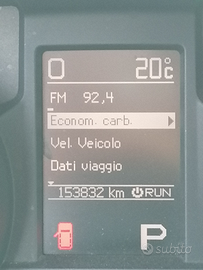 0 20°C
FM 92,4
Econom. carb.
Vel. Veicolo
Dati viaggio
153832 km RUN
P
subito